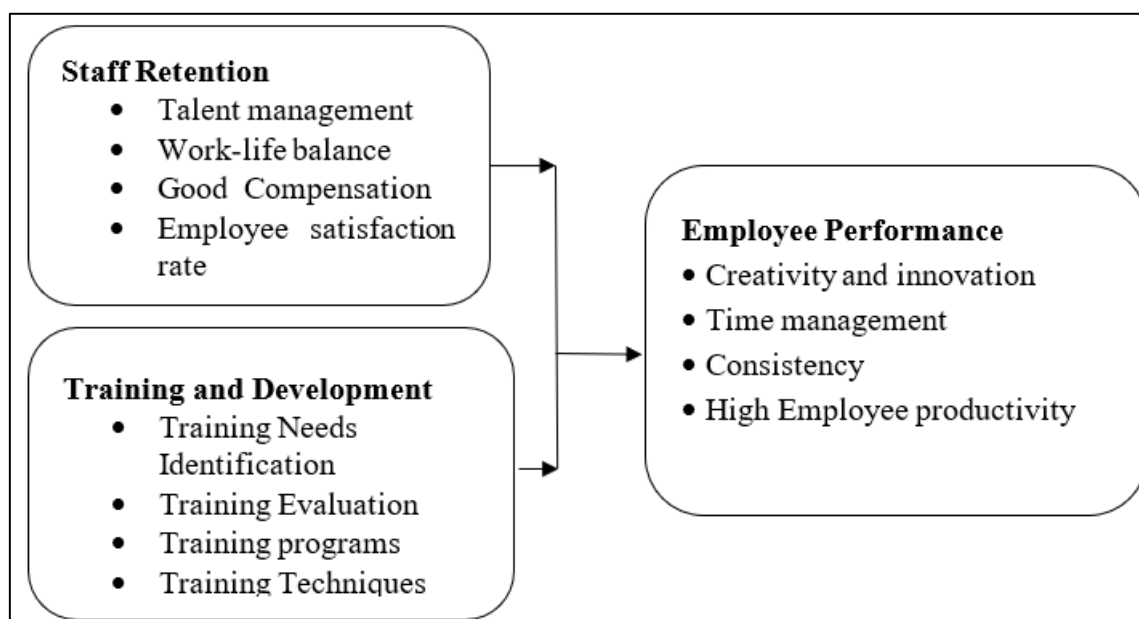 Staff Retention
• Talent management
• Work-life balance
• Good Compensation
• Employee satisfaction
rate
Training and Development
• Training Needs
Identification
• Training Evaluation
• Training programs
• Training Techniques
Employee Performance
• Creativity and innovation
• Time management
• Consistency
• High Employee productivity